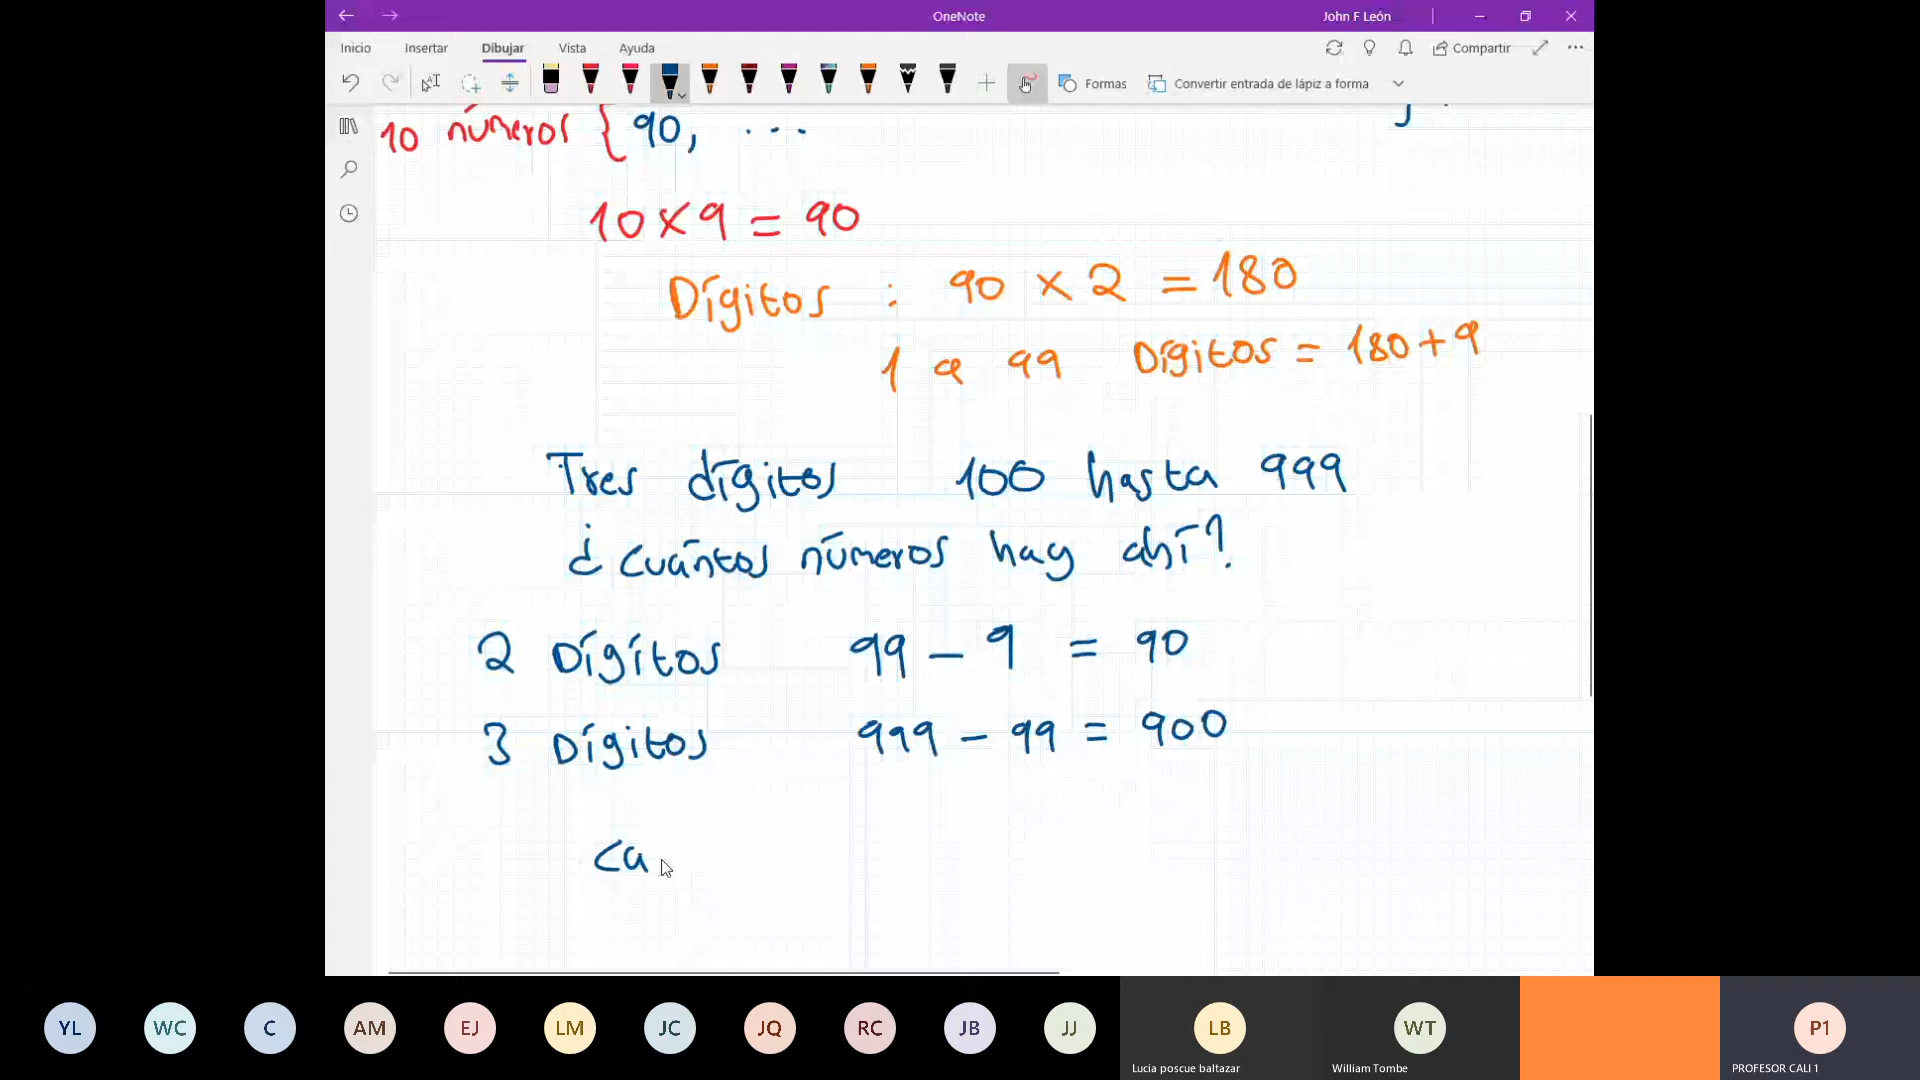 OneNote
John F León
Inicio Insertar Dibujar Vista Ayuda
Compartir
Formas
Convertir entrada de lápiz a forma
10 números { 90, ...
10 x 9 = 90
Dígitos : 90 x 2 = 180
1 a 99 Dígitos = 180 + 9
Tres dígitos 100 hasta 999
¿ cuántos números hay ahí?
2 Dígitos 99 - 9 = 90
3 Dígitos 999 - 99 = 900
Ca
YL WC C AM EJ LM JC JQ RC JB JJ LB WT P1
Lucia poscue baltazar
William Tombe
PROFESOR CALI 1